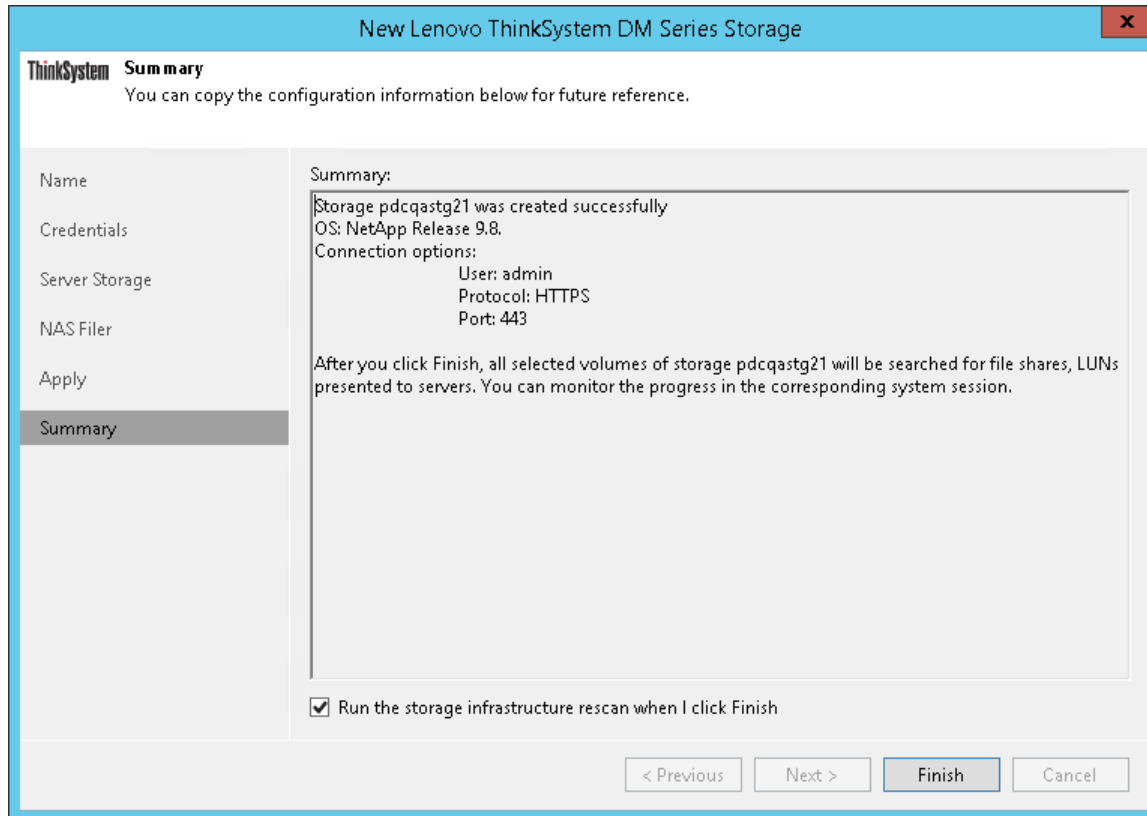 New Lenovo ThinkSystem DM Series Storage
x
ThinkSystem
Summary
You can copy the configuration information below for future reference.
Name
Credentials
Server Storage
NAS Filer
Apply
Summary
Summary:
Storage pdcqastg21 was created successfully
OS: NetApp Release 9.8.
Connection options:
User: admin
Protocol: HTTPS
Port: 443
After you click Finish, all selected volumes of storage pdcqastg21 will be searched for file shares, LUNs
presented to servers. You can monitor the progress in the corresponding system session.
Run the storage infrastructure rescan when I click Finish
< Previous
Next >
Finish
Cancel